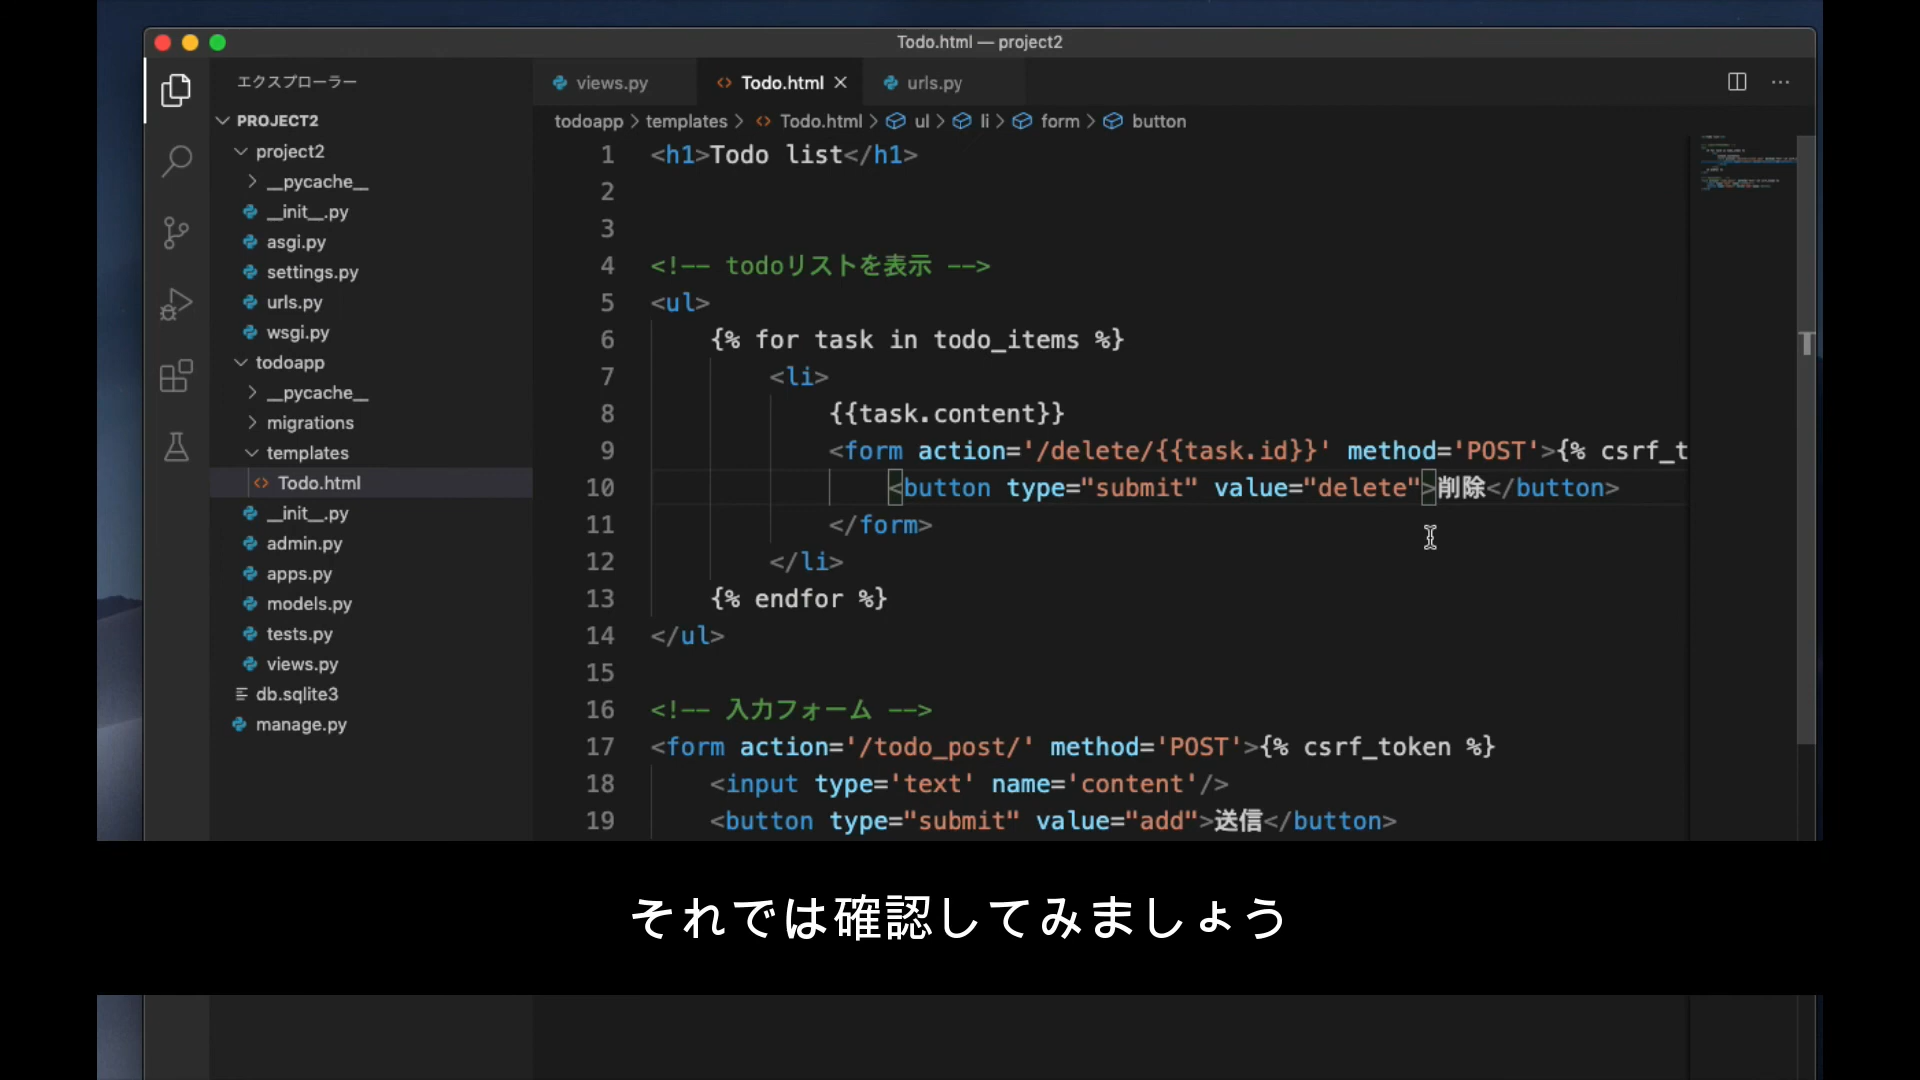 Todo.html — project2
エクスプローラー
views.py
Todo.html
urls.py
todoapp > templates > Todo.html > ul > li > form > button
PROJECT2
project2
__pycache__
__init__.py
asgi.py
settings.py
urls.py
wsgi.py
todoapp
__pycache__
migrations
templates
Todo.html
__init__.py
admin.py
apps.py
models.py
tests.py
views.py
db.sqlite3
manage.py
1 <h1>Todo list</h1>
2
3
4 <!-- todoリストを表示 -->
5 <ul>
6 {% for task in todo_items %}
7 <li>
8 {{task.content}}
9 <form action='/delete/{{task.id}}' method='POST'>{% csrf_t
10 <button type="submit" value="delete">削除</button>
11 </form>
12 </li>
13 {% endfor %}
14 </ul>
15
16 <!-- 入力フォーム -->
17 <form action='/todo_post/' method='POST'>{% csrf_token %}
18 <input type='text' name='content'/>
19 <button type="submit" value="add">送信</button>
それでは確認してみましょう